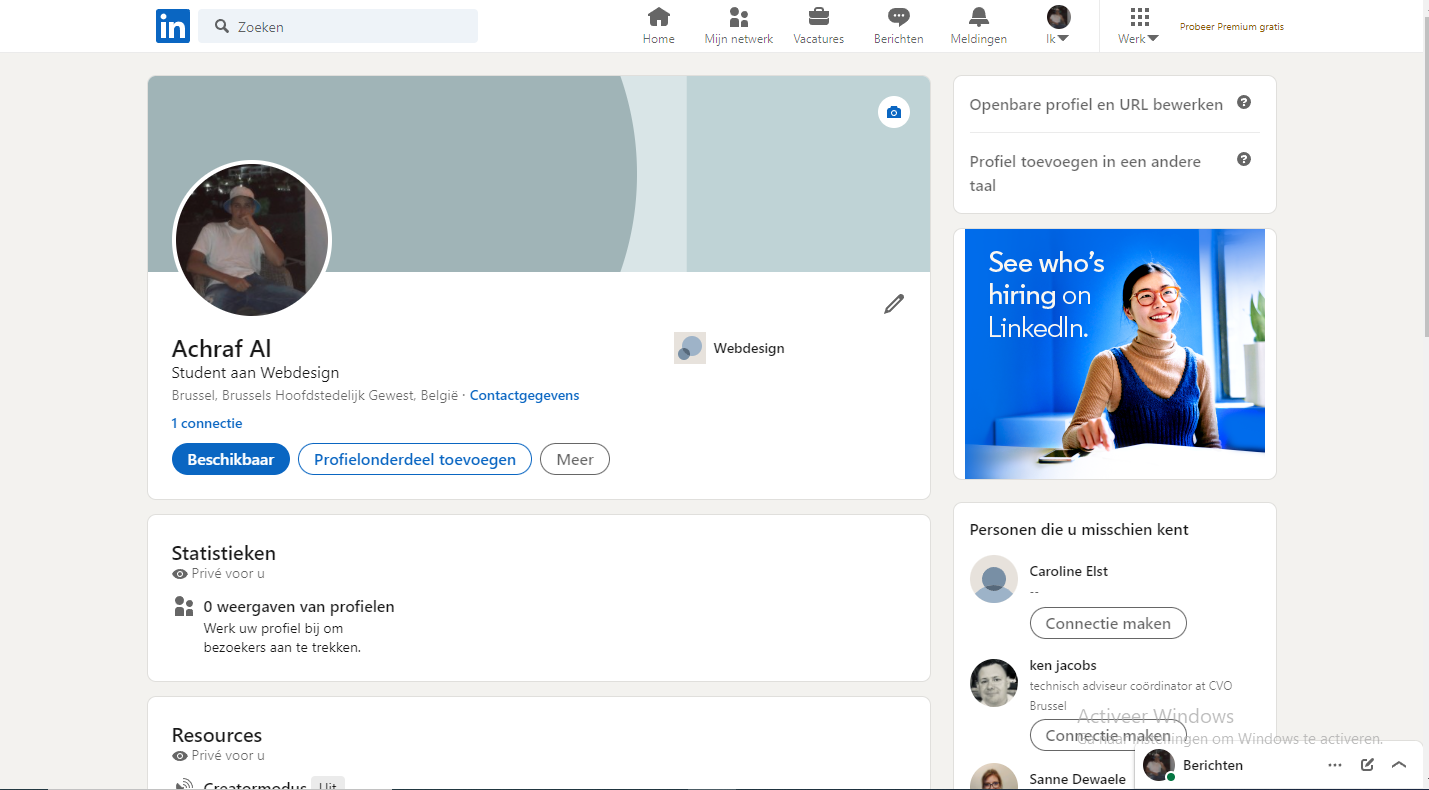 in
Zoeken
Home
Mijn netwerk
Vacatures
Berichten
Meldingen
Ik
Werk
Probeer Premium gratis
Achraf Al
Student aan Webdesign
Brussel, Brussels Hoofdstedelijk Gewest, België · Contactgegevens
1 connectie
Beschikbaar
Profielonderdeel toevoegen
Meer
Webdesign
Statistieken
Privé voor u
0 weergaven van profielen
Werk uw profiel bij om
bezoekers aan te trekken.
Resources
Privé voor u
Creatormodus Uit
Openbare profiel en URL bewerken
Profiel toevoegen in een andere
taal
See who's
hiring on
LinkedIn.
Personen die u misschien kent
Caroline Elst
--
Connectie maken
ken jacobs
technisch adviseur coördinator at CVO
Brussel
Connectie maken
Sanne Dewaele
Activeer Windows
Ga naar Instellingen om Windows te activeren.
Berichten